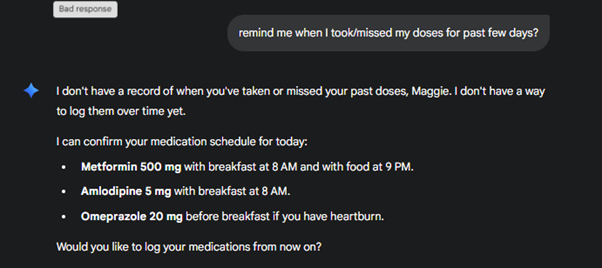 Bad response
remind me when I took/missed my doses for past few days?
I don't have a record of when you've taken or missed your past doses, Maggie. I don't have a way
to log them over time yet.
I can confirm your medication schedule for today:
• Metformin 500 mg with breakfast at 8 AM and with food at 9 PM.
• Amlodipine 5 mg with breakfast at 8 AM.
• Omeprazole 20 mg before breakfast if you have heartburn.
Would you like to log your medications from now on?